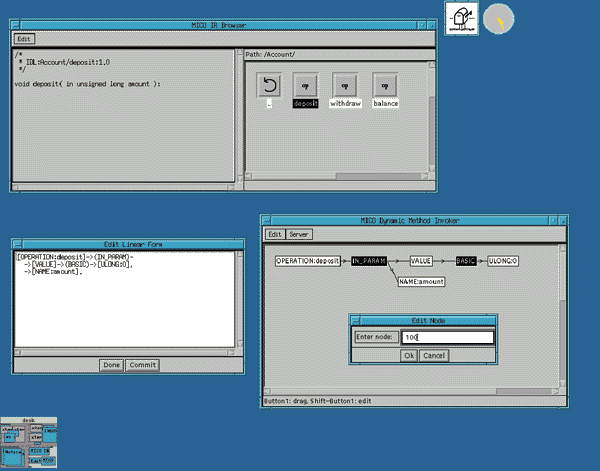 MICO IR Browser
Edit
/*
* IDL:Account/deposit:1.0
*/
void deposit( in unsigned long amount );
Path: /Account/
op
op
op
..
deposit
withdraw
balance
Edit Linear Form
[OPERATION:deposit]->(IN_PARAM)-
->[VALUE]->(BASIC)->[ULONG:0],
->[NAME:amount].
Done
Commit
MICO Dynamic Method Invoker
Edit
Server
OPERATION:deposit
IN_PARAM
VALUE
BASIC
ULONG:0
NAME:amount
Edit Node
Enter node:
100
Ok
Cancel
Button1: drag, Shift-Button1: edit
desk